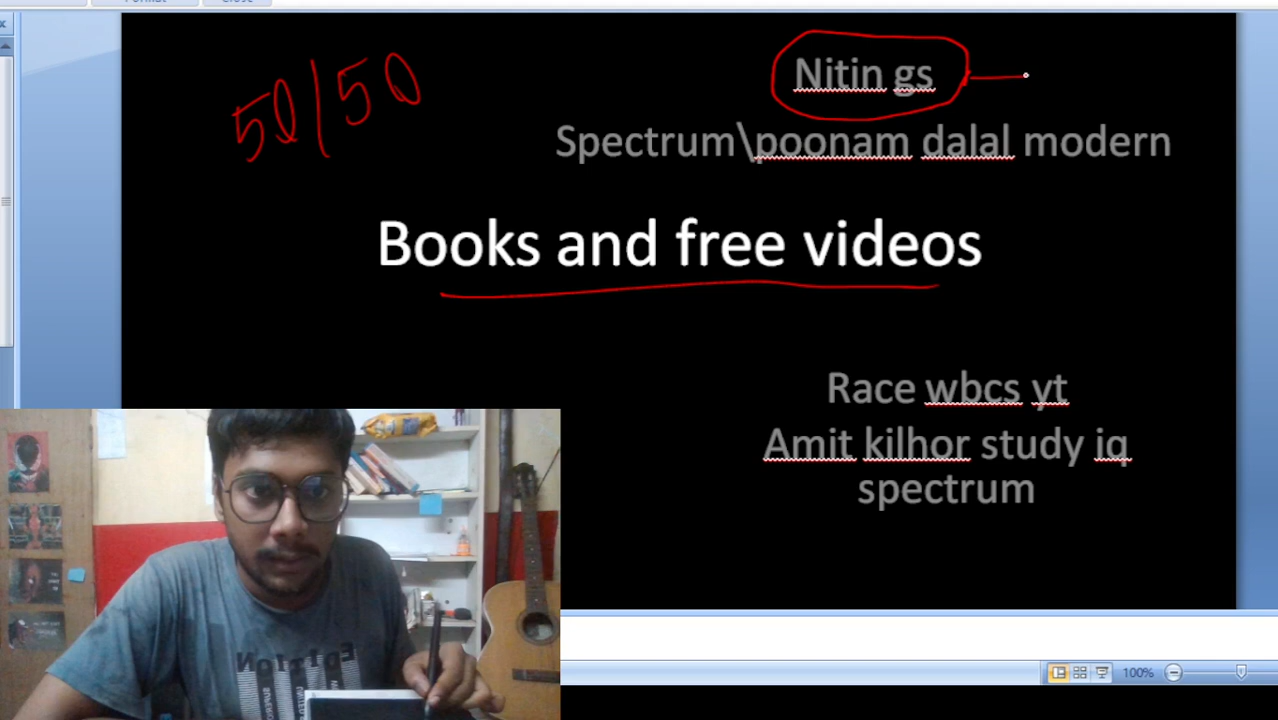 50/50
Nitin gs
Spectrum\poonam dalal modern
Books and free videos
Race wbcs yt
Amit kilhor study iq
spectrum
100%